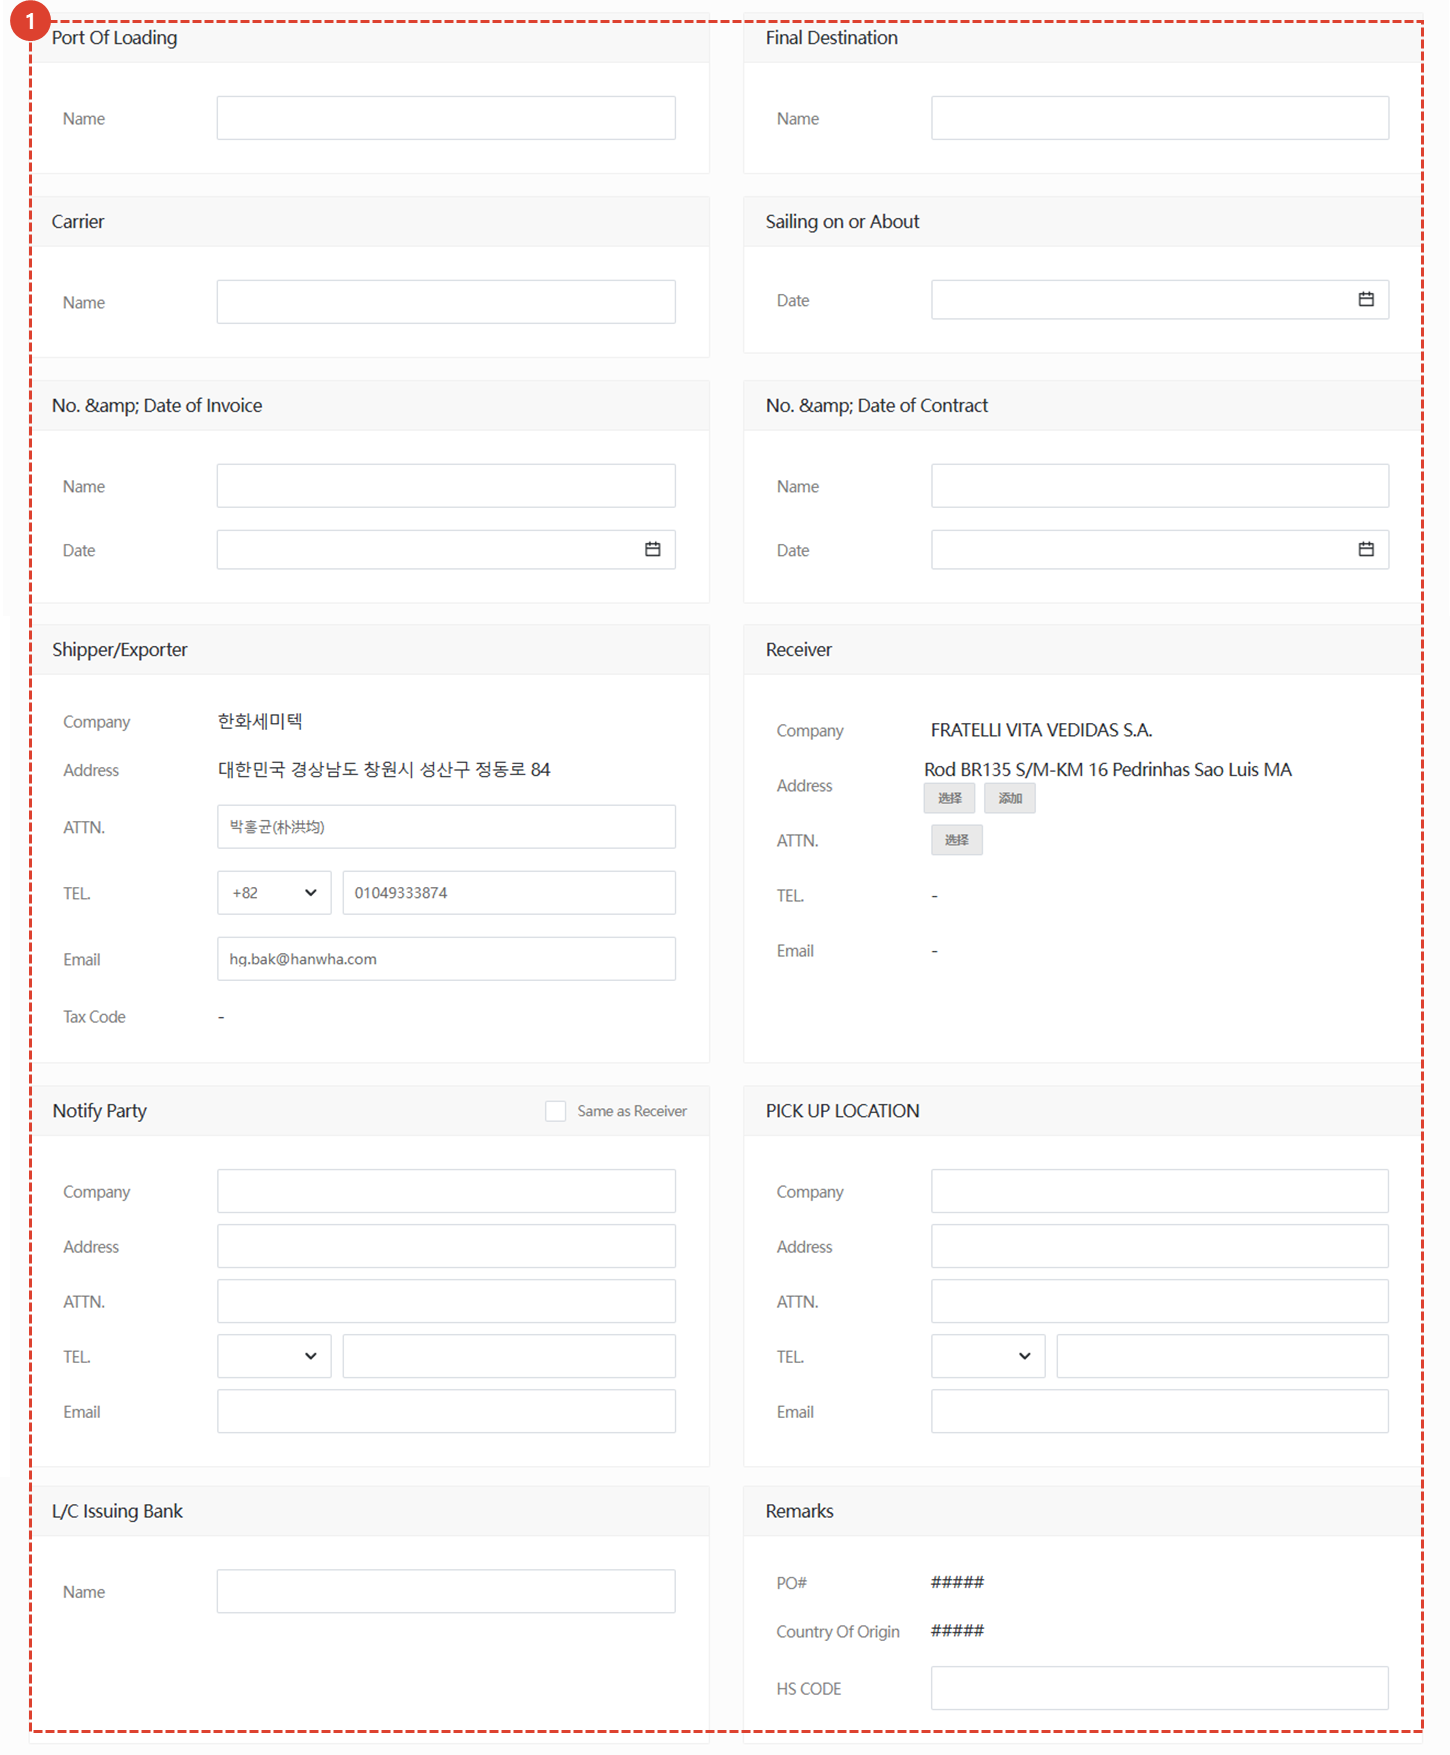 1
Port Of Loading
Name
Final Destination
Name
Carrier
Name
Sailing on or About
Date
No. &amp; Date of Invoice
Name
Date
No. &amp; Date of Contract
Name
Date
Shipper/Exporter
Company 한화세미텍
Address 대한민국 경상남도 창원시 성산구 정동로 84
ATTN. 박홍균(朴洪均)
TEL. +82 01049333874
Email hg.bak@hanwha.com
Tax Code -
Receiver
Company FRATELLI VITA VEDIDAS S.A.
Address Rod BR135 S/M-KM 16 Pedrinhas Sao Luis MA
选择 添加
ATTN. 选择
TEL. -
Email -
Notify Party Same as Receiver
Company
Address
ATTN.
TEL.
Email
PICK UP LOCATION
Company
Address
ATTN.
TEL.
Email
L/C Issuing Bank
Name
Remarks
PO# #####
Country Of Origin #####
HS CODE